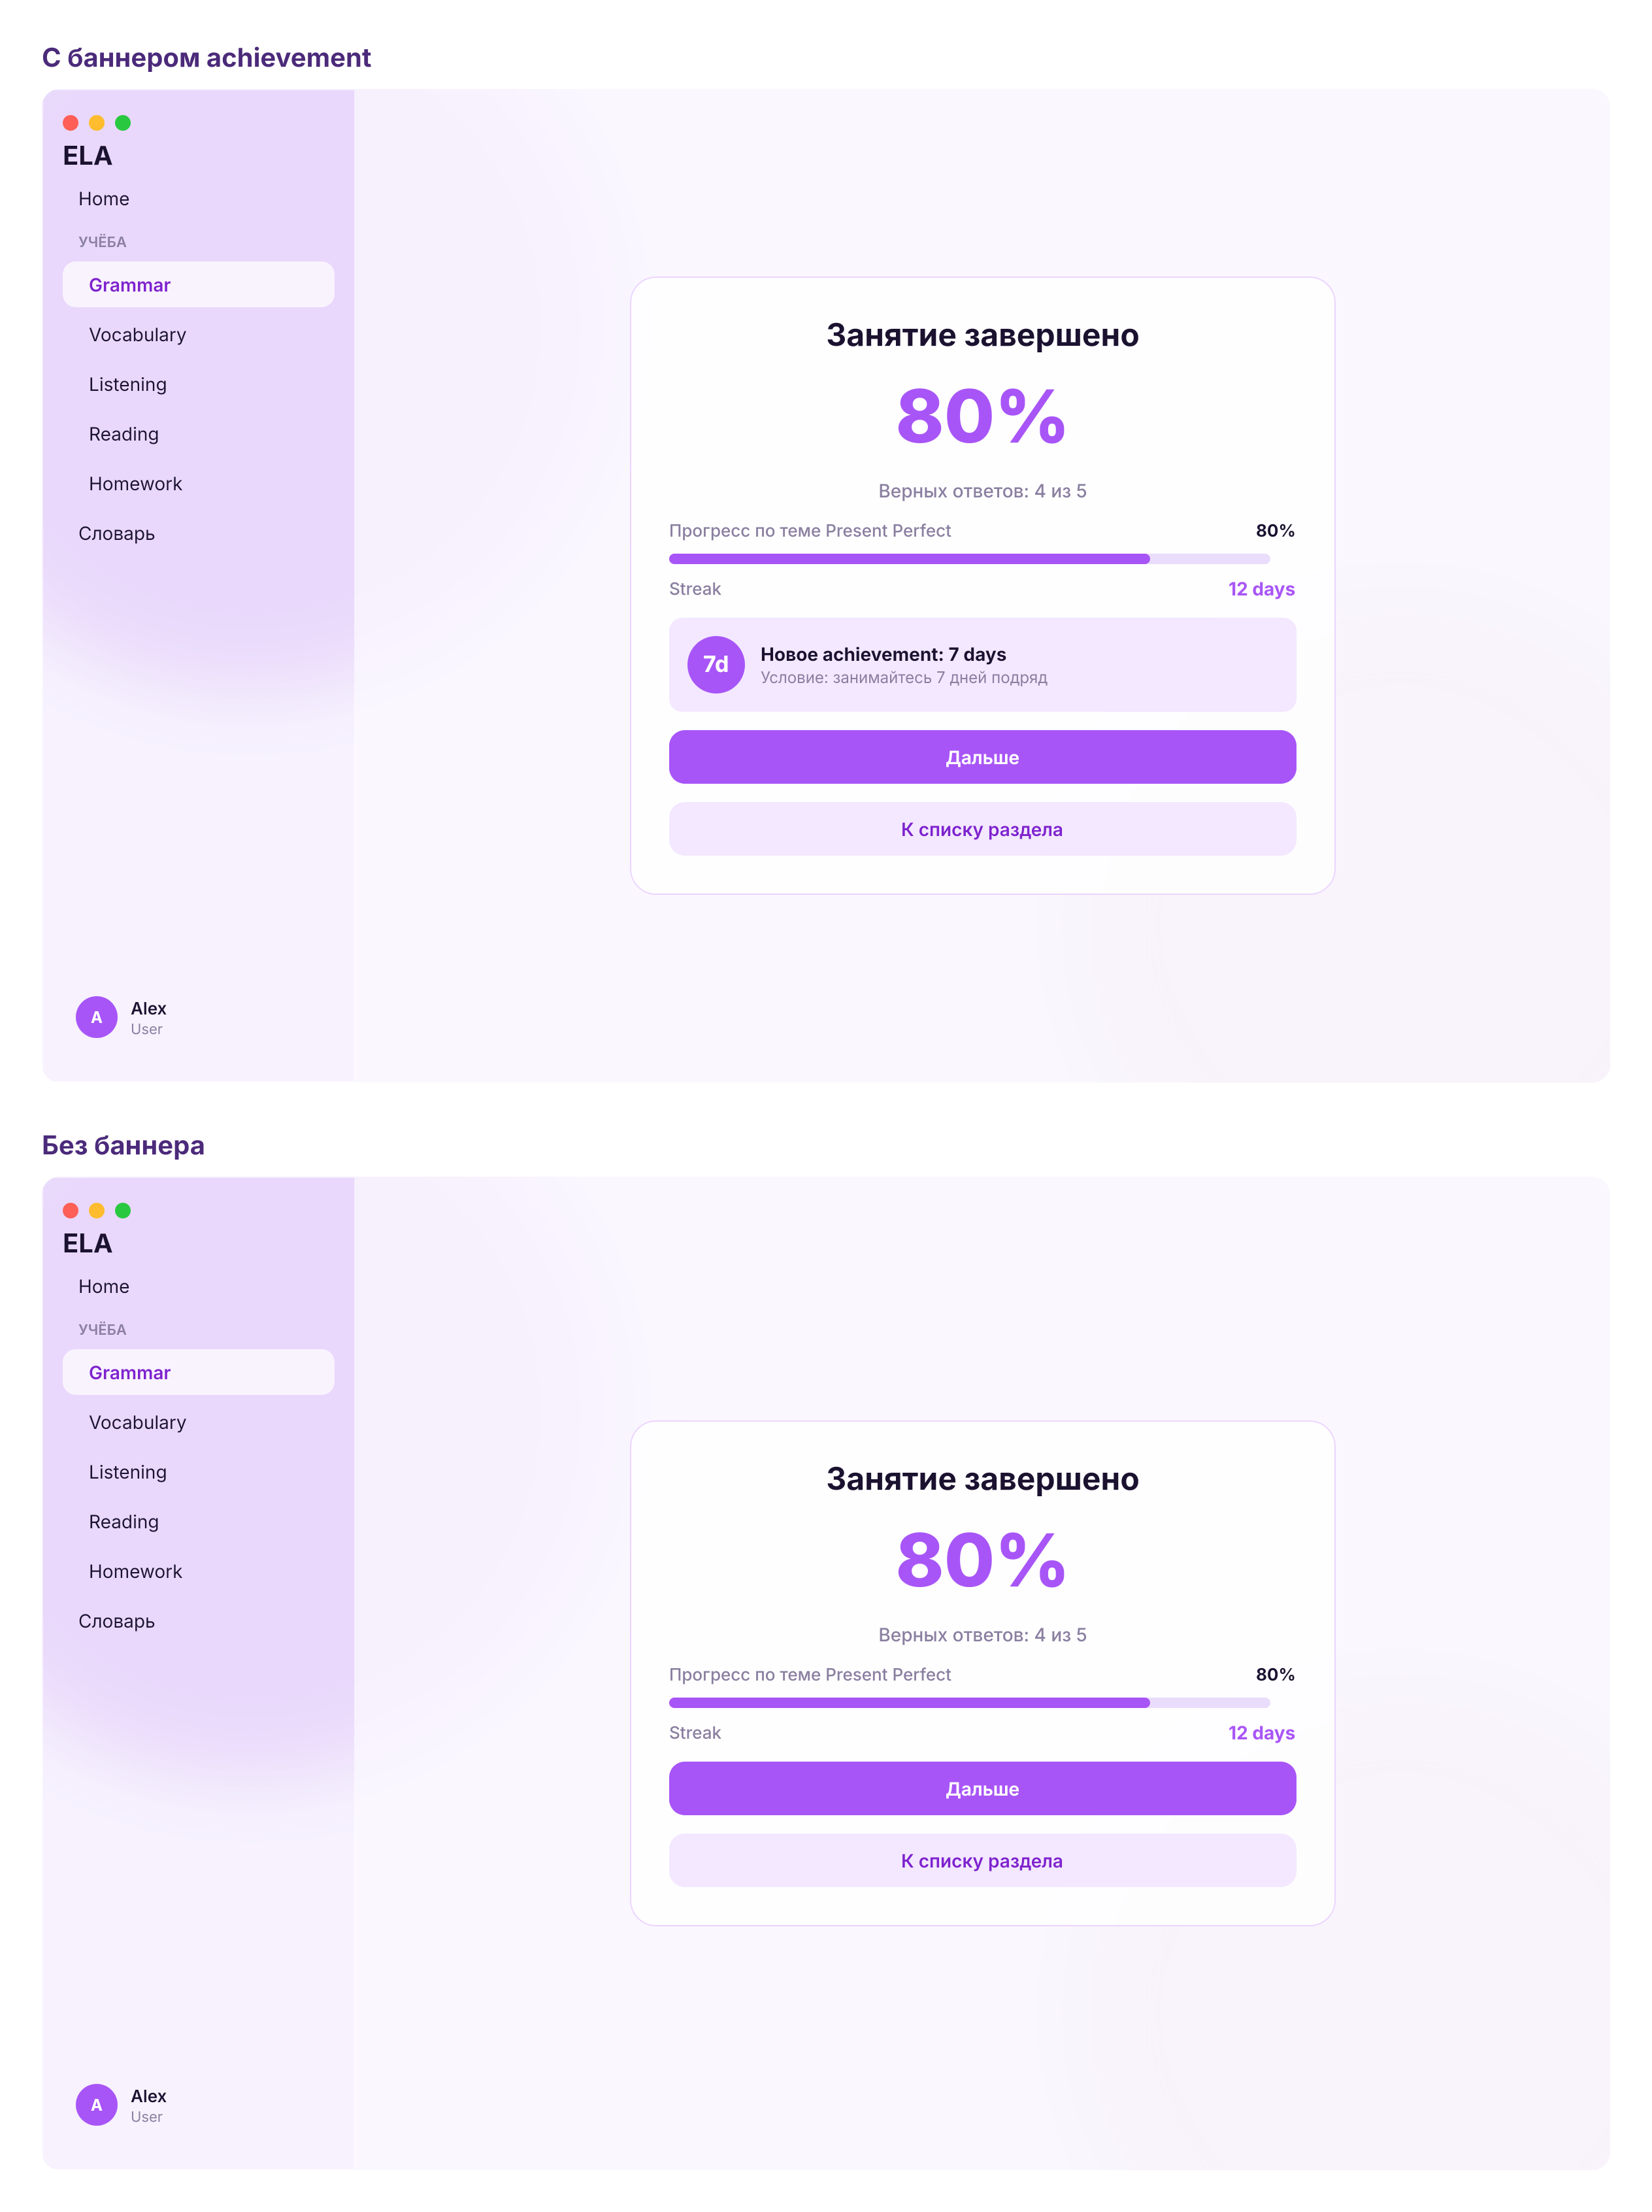 С баннером achievement
ELA
Home
УЧЁБА
Grammar
Vocabulary
Listening
Reading
Homework
Словарь
A
Alex
User
Занятие завершено
80%
Верных ответов: 4 из 5
Прогресс по теме Present Perfect 80%
Streak 12 days
7d
Новое achievement: 7 days
Условие: занимайтесь 7 дней подряд
Дальше
К списку раздела
Без баннера
ELA
Home
УЧЁБА
Grammar
Vocabulary
Listening
Reading
Homework
Словарь
A
Alex
User
Занятие завершено
80%
Верных ответов: 4 из 5
Прогресс по теме Present Perfect 80%
Streak 12 days
Дальше
К списку раздела